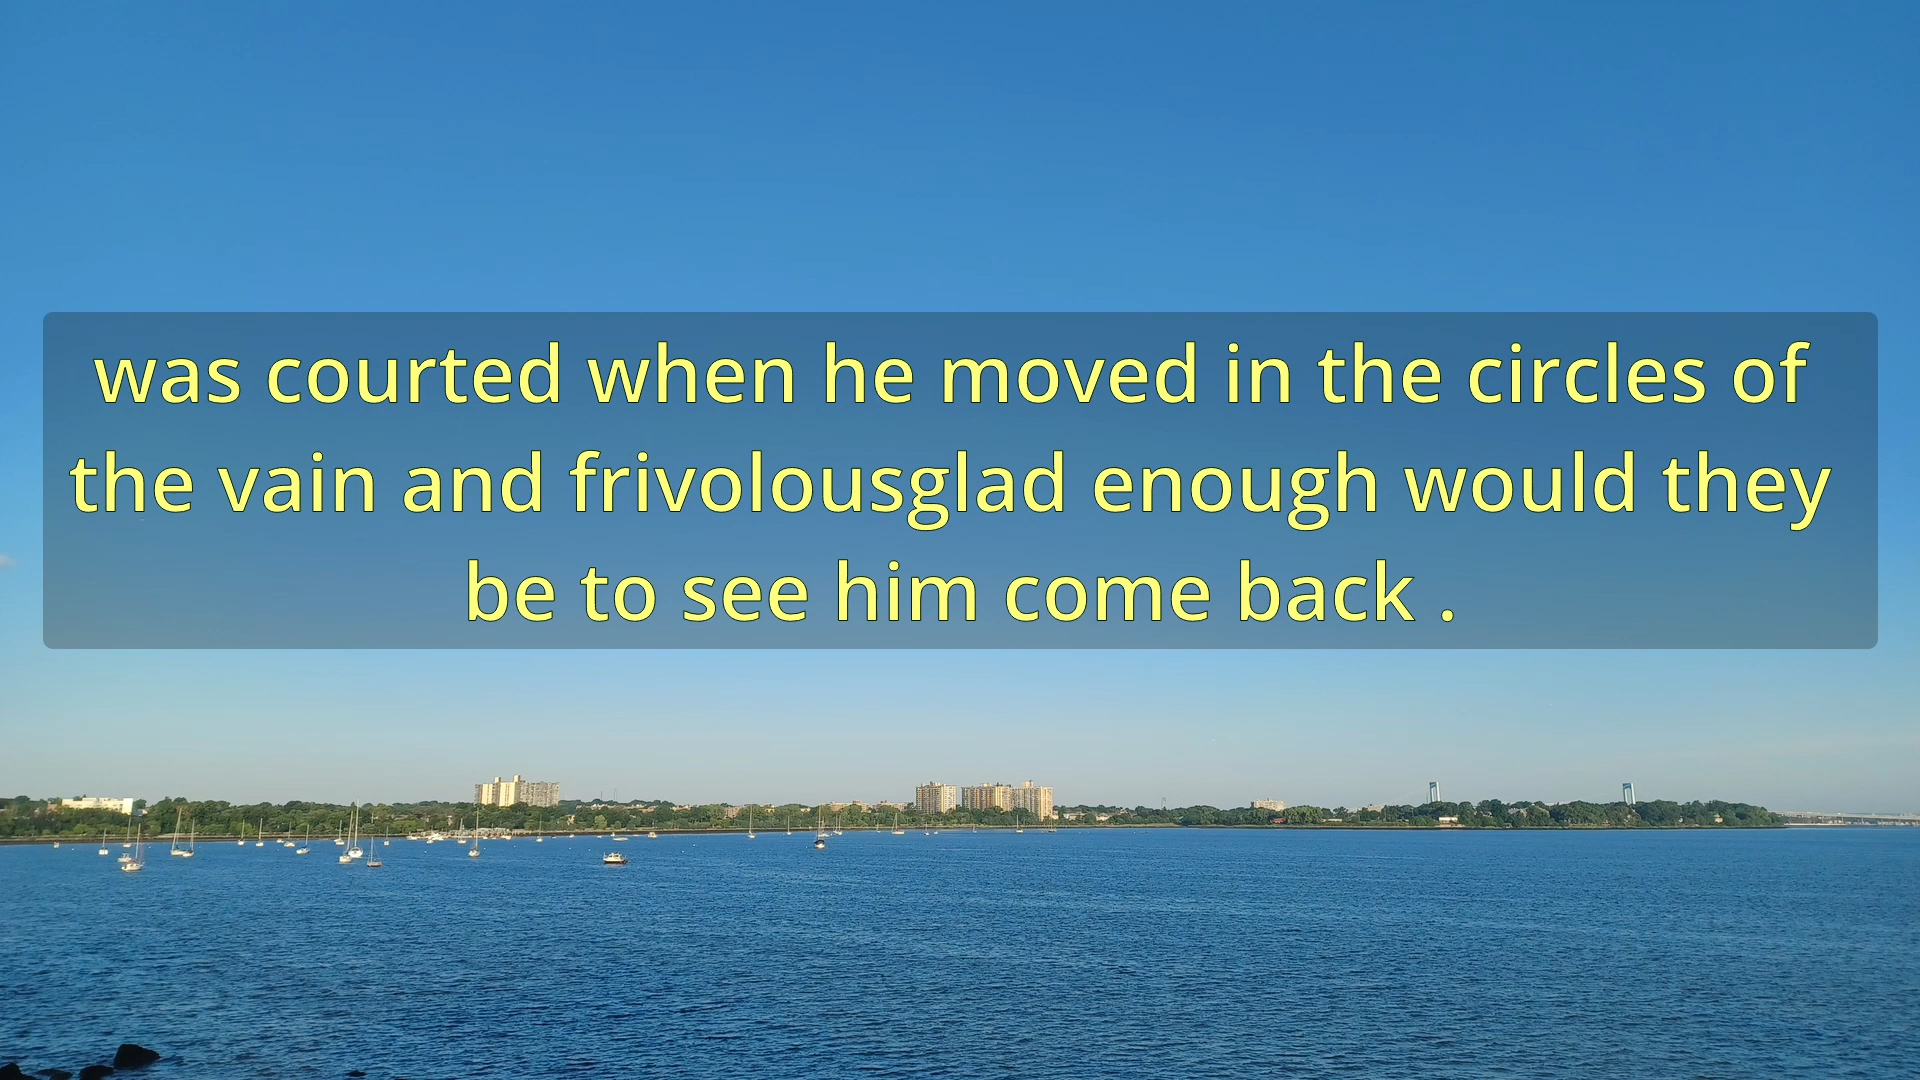 was courted when he moved in the circles of
the vain and frivolousglad enough would they
be to see him come back .